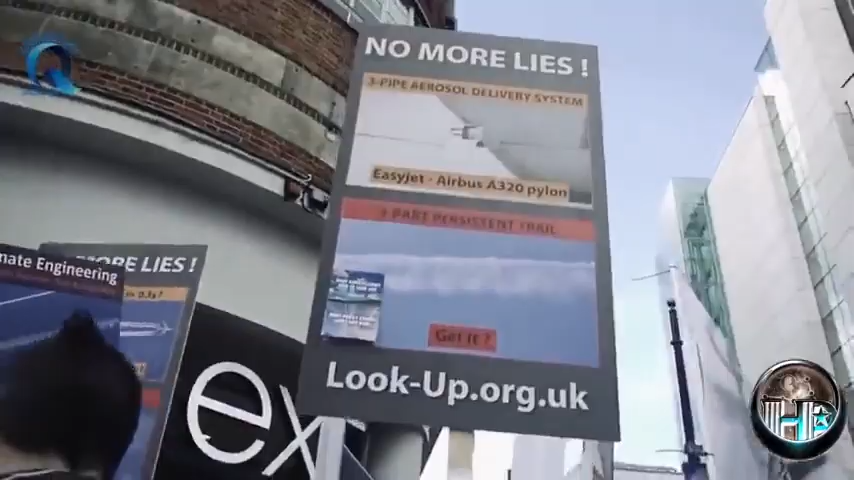 NO MORE LIES !
3-PIPE AEROSOL DELIVERY SYSTEM
Easyjet - Airbus A320 pylon
3 PART PERSISTENT TRAIL
Get it ?
Look-Up.org.uk
MORE LIES !
mate Engineering
ex